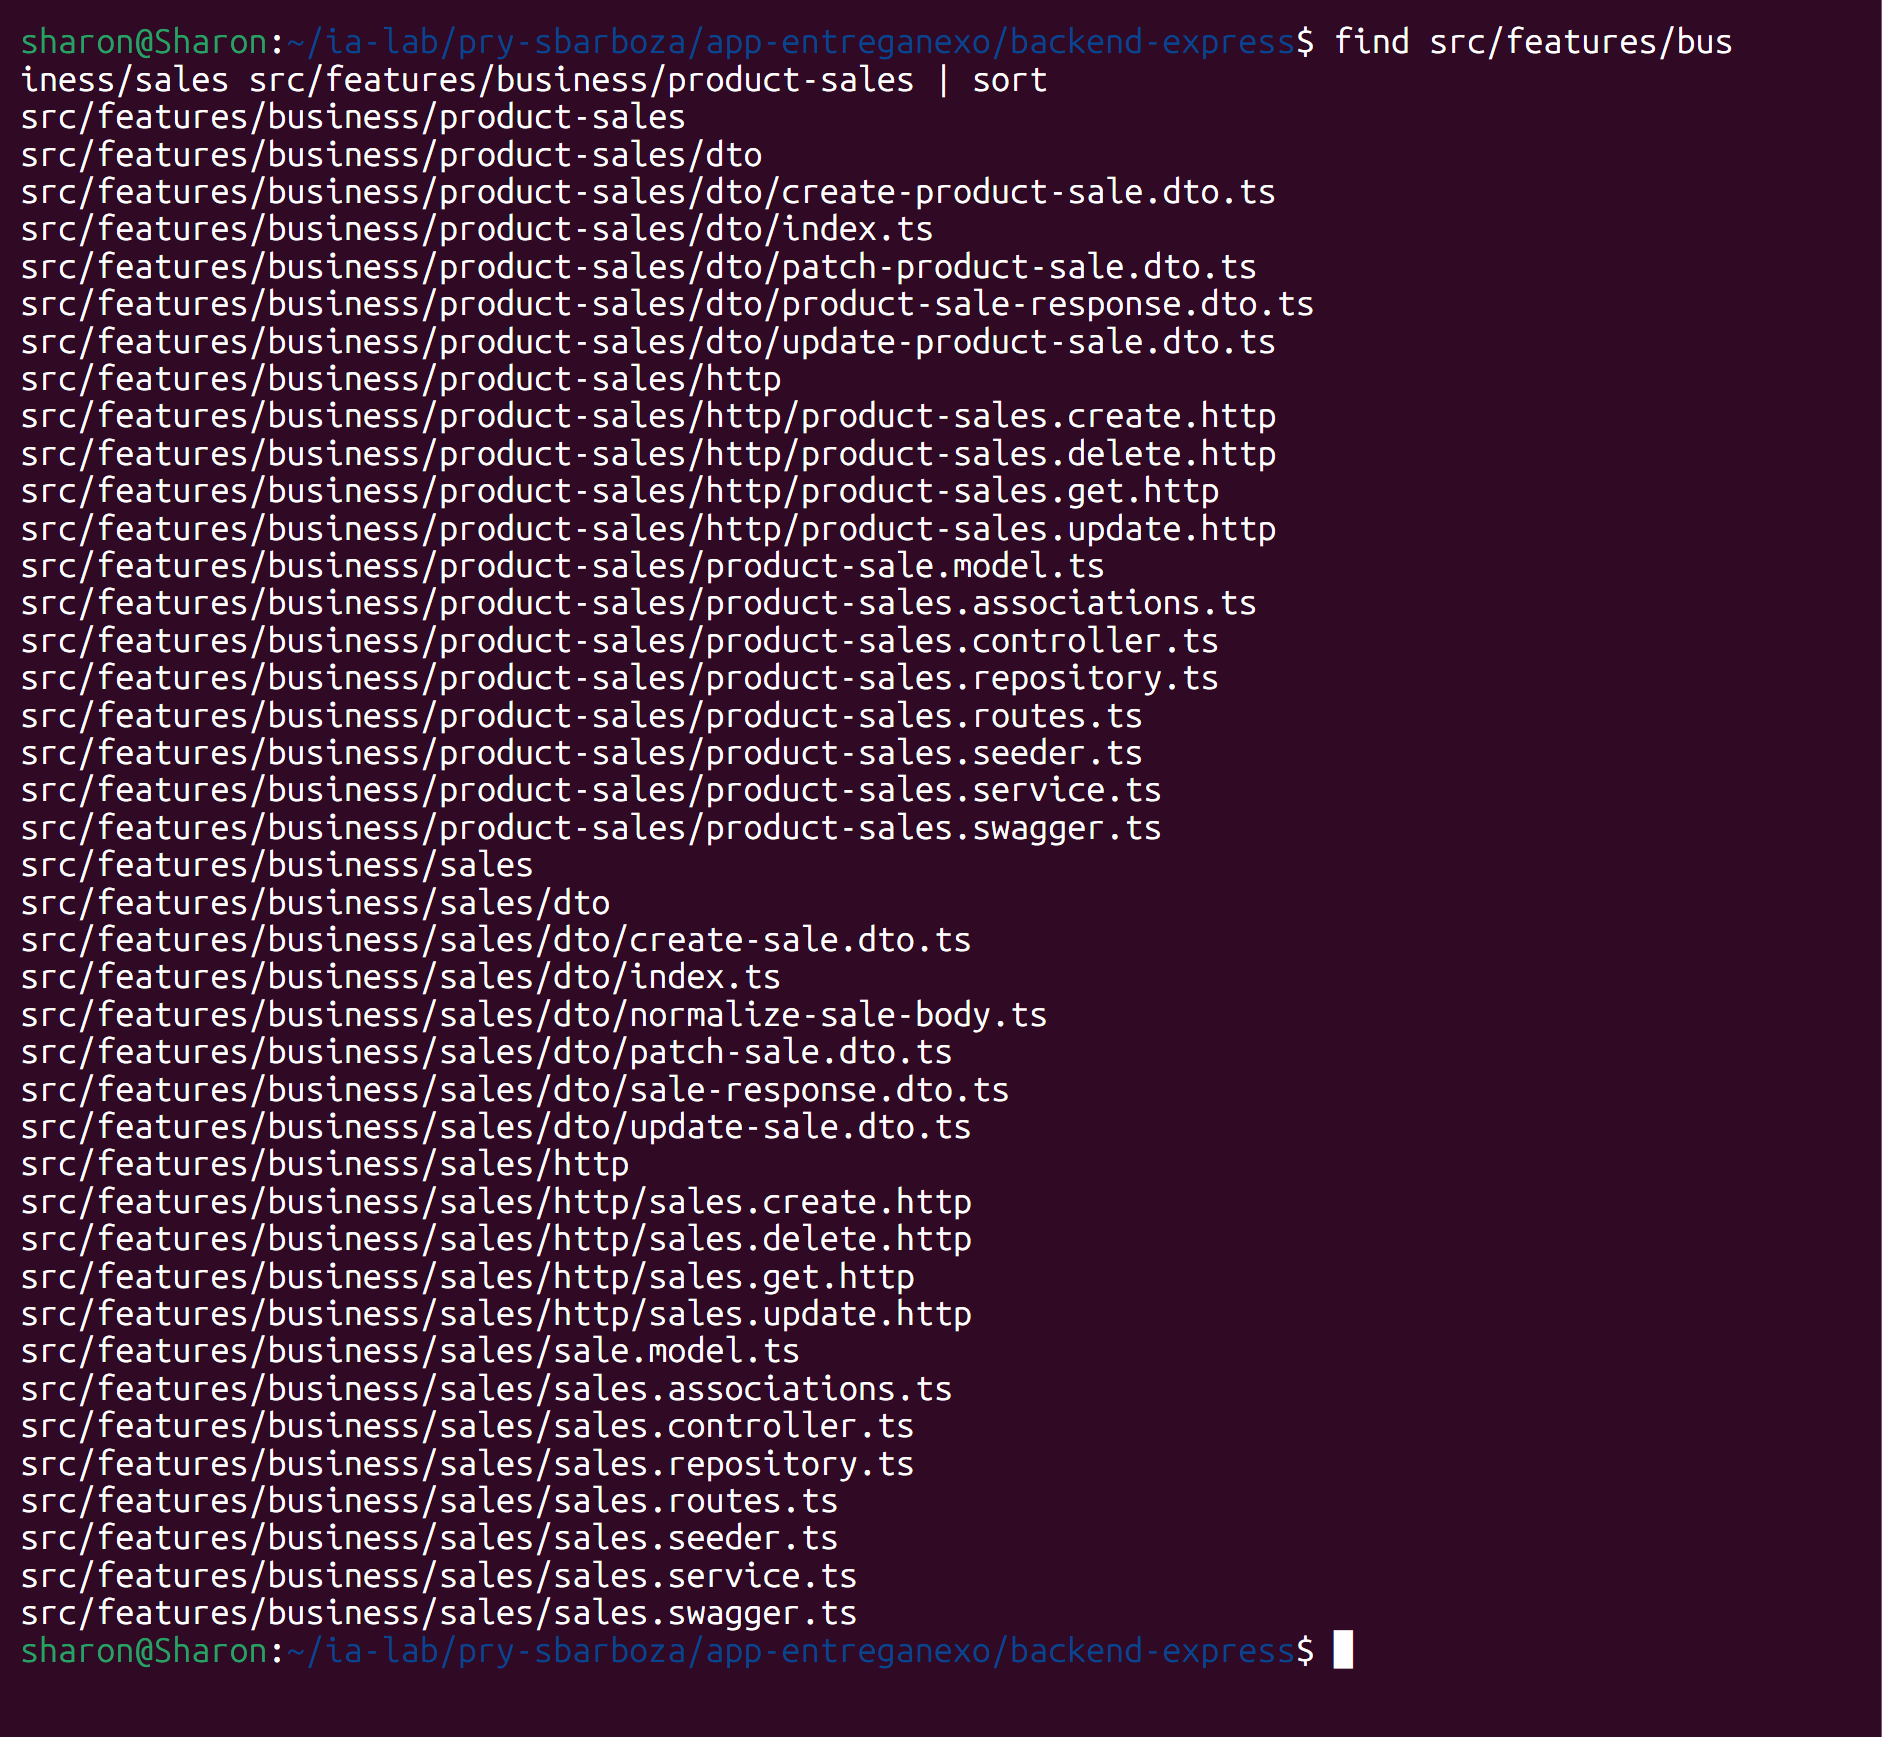 sharon@Sharon:~/ia-lab/pry-sbarboza/app-entreganexo/backend-express$ find src/features/bus
iness/sales src/features/business/product-sales | sort
src/features/business/product-sales
src/features/business/product-sales/dto
src/features/business/product-sales/dto/create-product-sale.dto.ts
src/features/business/product-sales/dto/index.ts
src/features/business/product-sales/dto/patch-product-sale.dto.ts
src/features/business/product-sales/dto/product-sale-response.dto.ts
src/features/business/product-sales/dto/update-product-sale.dto.ts
src/features/business/product-sales/http
src/features/business/product-sales/http/product-sales.create.http
src/features/business/product-sales/http/product-sales.delete.http
src/features/business/product-sales/http/product-sales.get.http
src/features/business/product-sales/http/product-sales.update.http
src/features/business/product-sales/product-sale.model.ts
src/features/business/product-sales/product-sales.associations.ts
src/features/business/product-sales/product-sales.controller.ts
src/features/business/product-sales/product-sales.repository.ts
src/features/business/product-sales/product-sales.routes.ts
src/features/business/product-sales/product-sales.seeder.ts
src/features/business/product-sales/product-sales.service.ts
src/features/business/product-sales/product-sales.swagger.ts
src/features/business/sales
src/features/business/sales/dto
src/features/business/sales/dto/create-sale.dto.ts
src/features/business/sales/dto/index.ts
src/features/business/sales/dto/normalize-sale-body.ts
src/features/business/sales/dto/patch-sale.dto.ts
src/features/business/sales/dto/sale-response.dto.ts
src/features/business/sales/dto/update-sale.dto.ts
src/features/business/sales/http
src/features/business/sales/http/sales.create.http
src/features/business/sales/http/sales.delete.http
src/features/business/sales/http/sales.get.http
src/features/business/sales/http/sales.update.http
src/features/business/sales/sale.model.ts
src/features/business/sales/sales.associations.ts
src/features/business/sales/sales.controller.ts
src/features/business/sales/sales.repository.ts
src/features/business/sales/sales.routes.ts
src/features/business/sales/sales.seeder.ts
src/features/business/sales/sales.service.ts
src/features/business/sales/sales.swagger.ts
sharon@Sharon:~/ia-lab/pry-sbarboza/app-entreganexo/backend-express$